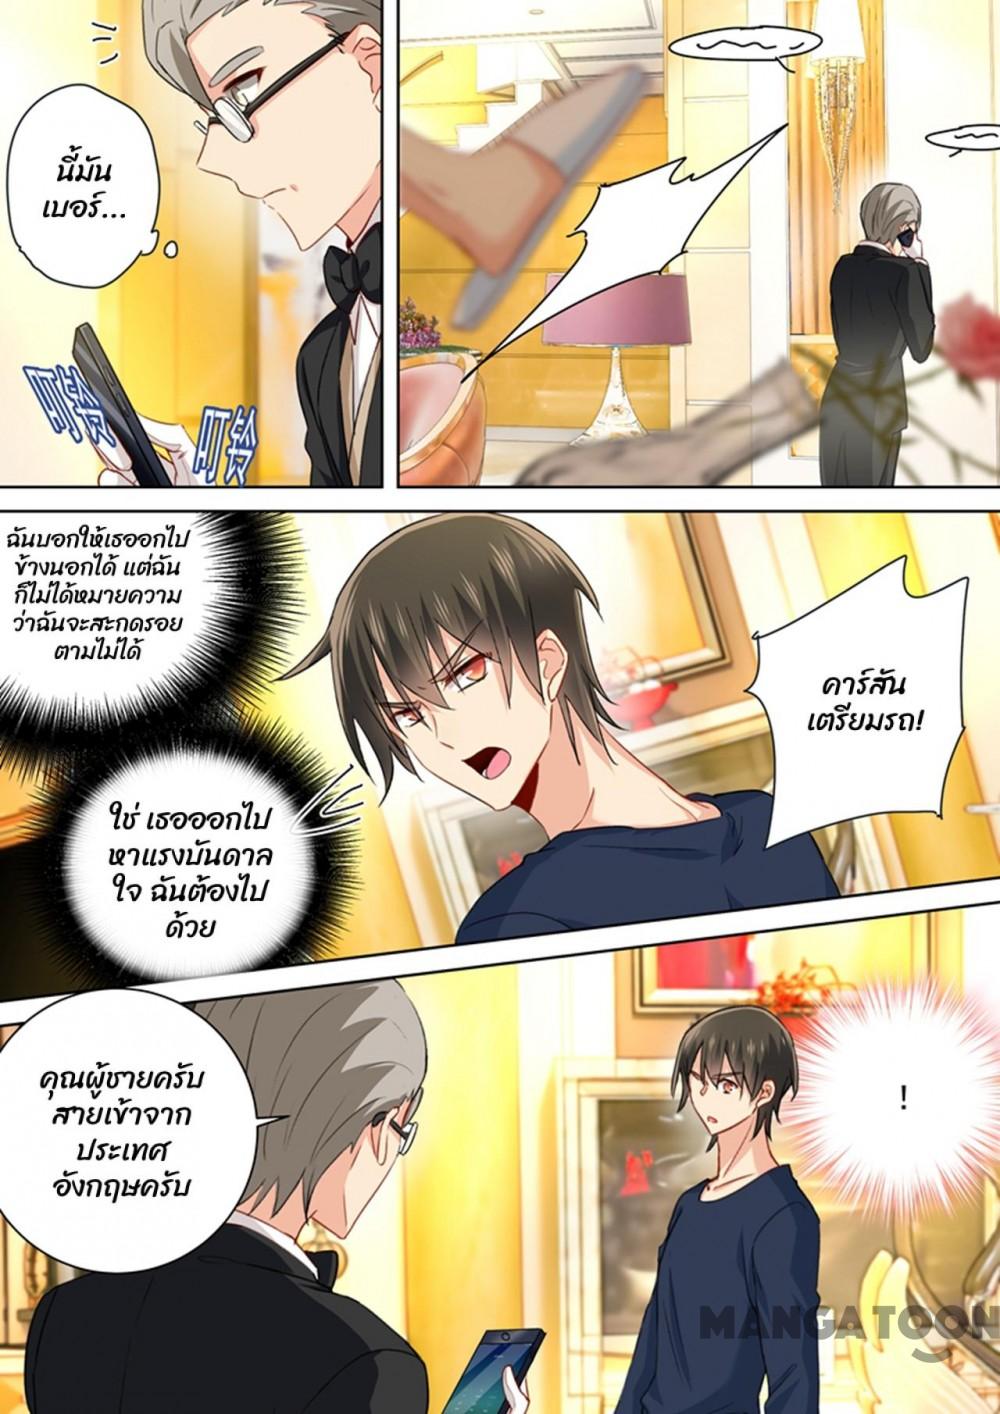 นี้มัน
เบอร์...
叮铃
叮铃
ฉันบอกให้เธออกไป
ข้างนอกได้ แต่ฉัน
ก็ไม่ได้หมายความ
ว่าฉันจะสะกดรอย
ตามไม่ได้
คาร์สัน
เตรียมรถ!
ใช่ เธอออกไป
หาแรงบันดาล
ใจ ฉันต้องไป
ด้วย
คุณผู้ชายครับ
สายเข้าจาก
ประเทศ
อังกฤษครับ
!
MANGATOON